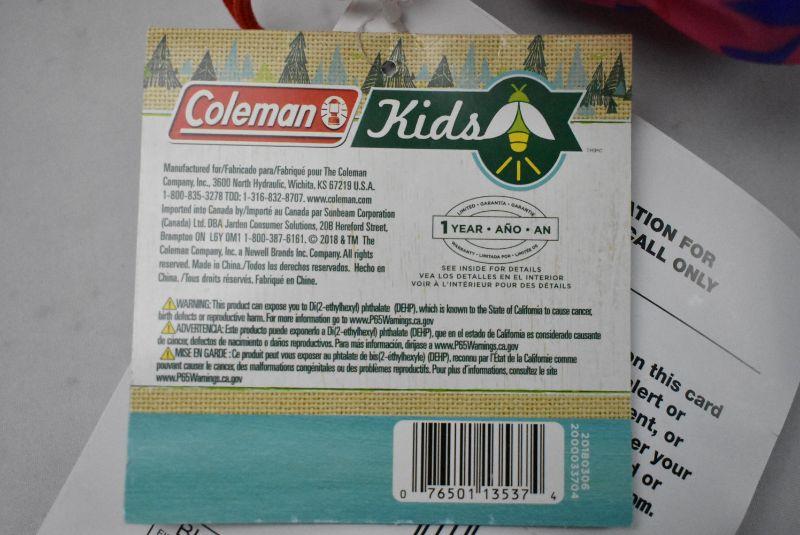 Coleman Kids
TM©MC
Manufactured for/Fabricado para/Fabriqué pour The Coleman
Company, Inc., 3600 North Hydraulic, Wichita, KS 67219 U.S.A.
1-800-835-3278 TDD: 1-316-832-8707. www.coleman.com
Imported into Canada by/Importé au Canada par Sunbeam Corporation
(Canada) Ltd. DBA Jarden Consumer Solutions, 20B Hereford Street,
Brampton ON L6Y 0M1 1-800-387-6161. © 2018 & TM The
Coleman Company, Inc. a Newell Brands Inc. Company. All rights
reserved. Made in China./Todos los derechos reservados. Hecho en
China. /Tous droits réservés. Fabriqué en Chine.
LIMITED • GARANTÍA • GARANTIE
1 YEAR • AÑO • AN
WARRANTY • LIMITADA POR • LIMITÉE DE
SEE INSIDE FOR DETAILS
VEA LOS DETALLES EN EL INTERIOR
VOIR À L'INTÉRIEUR POUR DES DÉTAILS
WARNING: This product can expose you to Di(2-ethylhexyl) phthalate (DEHP), which is known to the State of California to cause cancer,
birth defects or reproductive harm. For more information go to www.P65Warnings.ca.gov
ADVERTENCIA: Este producto puede exponerlo a Di(2-ethylhexyl) phthalate (DEHP), que en el estado de California es considorado causante
de cancer, defectos de nacimiento o daños reproductivos. Para más información, dirijase a www.P65Warnings.ca.gov
MISE EN GARDE : Ce produit peut vous exposer au phtalate de bis(2-éthylhexyle) (DEHP), reconnu par l'État de la Californie comme
pouvant causer le cancer, des malformations congénitales ou des problèmes reproductifs. Pour plus d'informations, consultez le site
www.P65Warnings.ca.gov
0 76501 13537 4
20180306
2000033704
ATION FOR
CALL ONLY
on this card
alert or
ent, or
er your
d or
om.